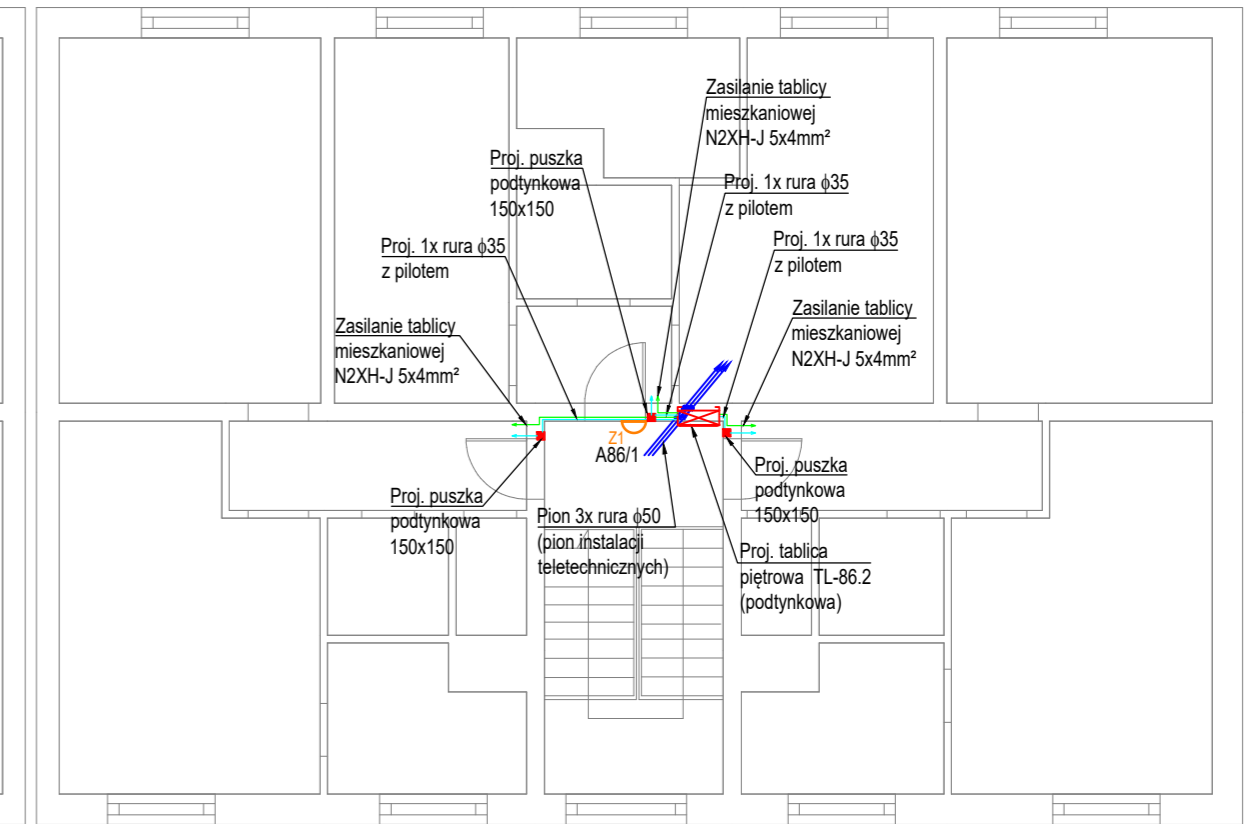 Zasilanie tablicy
mieszkaniowej
N2XH-J 5x4mm²
Proj. puszka
podtynkowa
150x150
Proj. 1x rura ϕ35
z pilotem
Proj. 1x rura ϕ35
z pilotem
Proj. 1x rura ϕ35
z pilotem
Zasilanie tablicy
mieszkaniowej
N2XH-J 5x4mm²
Zasilanie tablicy
mieszkaniowej
N2XH-J 5x4mm²
Z1
A86/1
Proj. puszka
podtynkowa
150x150
Proj. puszka
podtynkowa
150x150
Pion 3x rura ϕ50
(pion instalacji
teletechnicznych)
Proj. tablica
piętrowa TL-86.2
(podtynkowa)